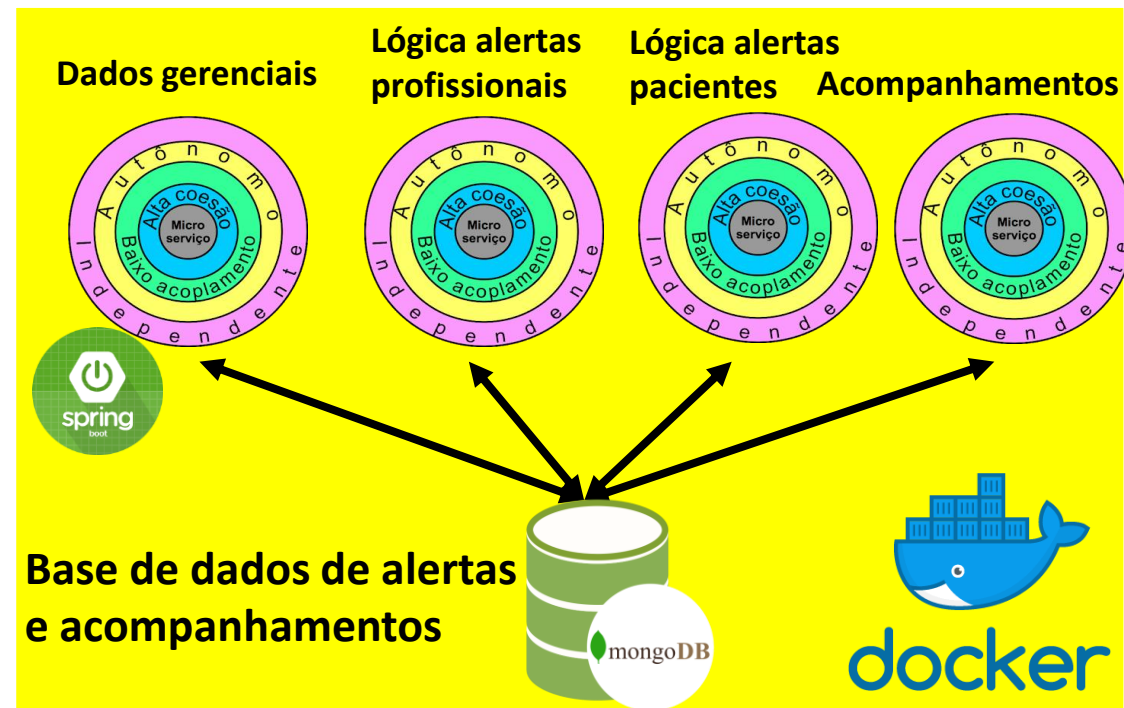 Dados gerenciais
Lógica alertas
profissionais
Lógica alertas
pacientes
Acompanhamentos
Autônomo
Alta coesão
Micro
serviço
Baixo acoplamento
Independente
Autônomo
Alta coesão
Micro
serviço
Baixo acoplamento
Independente
Autônomo
Alta coesão
Micro
serviço
Baixo acoplamento
Independente
Autônomo
Alta coesão
Micro
serviço
Baixo acoplamento
Independente
spring
boot
Base de dados de alertas
e acompanhamentos
mongoDB
docker